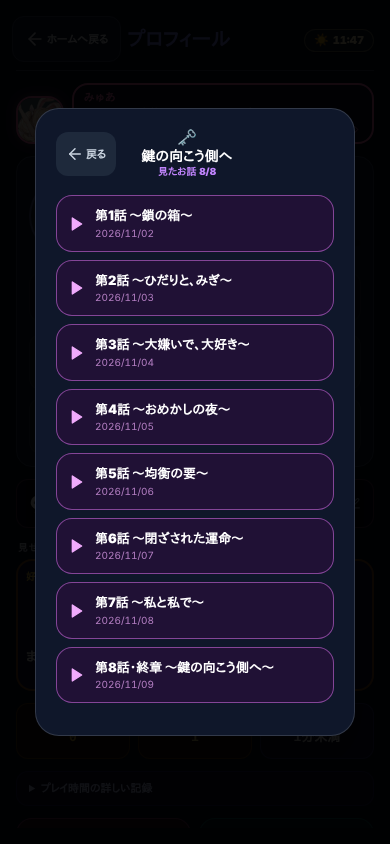 ホームへ戻る
プロフィール
11:47
みゅあ
戻る
鍵の向こう側へ
見たお話 8/8
第1話 〜鎖の箱〜
2026/11/02
第2話 〜ひだりと、みぎ〜
2026/11/03
第3話 〜大嫌いで、大好き〜
2026/11/04
第4話 〜おめかしの夜〜
2026/11/05
第5話 〜均衡の要〜
2026/11/06
第6話 〜閉ざされた運命〜
2026/11/07
第7話 〜私と私で〜
2026/11/08
第8話・終章 〜鍵の向こう側へ〜
2026/11/09
プレイ時間の詳しい記録